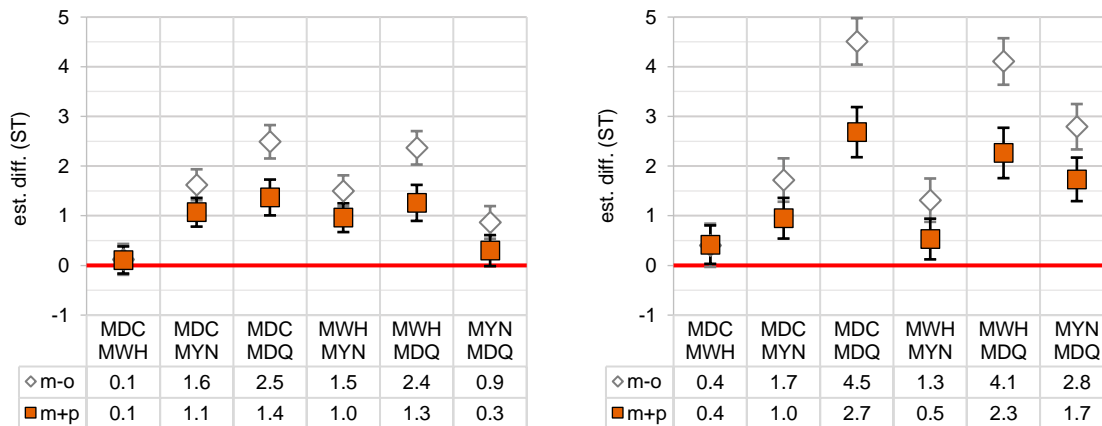 5
4
3
2
1
0
-1
est. diff. (ST)
MDC MDC MDC MWH MWH MYN
MWH MYN MDQ MYN MDQ MDQ
m-o 0.1 1.6 2.5 1.5 2.4 0.9
m+p 0.1 1.1 1.4 1.0 1.3 0.3
5
4
3
2
1
0
-1
est. diff. (ST)
MDC MDC MDC MWH MWH MYN
MWH MYN MDQ MYN MDQ MDQ
m-o 0.4 1.7 4.5 1.3 4.1 2.8
m+p 0.4 1.0 2.7 0.5 2.3 1.7